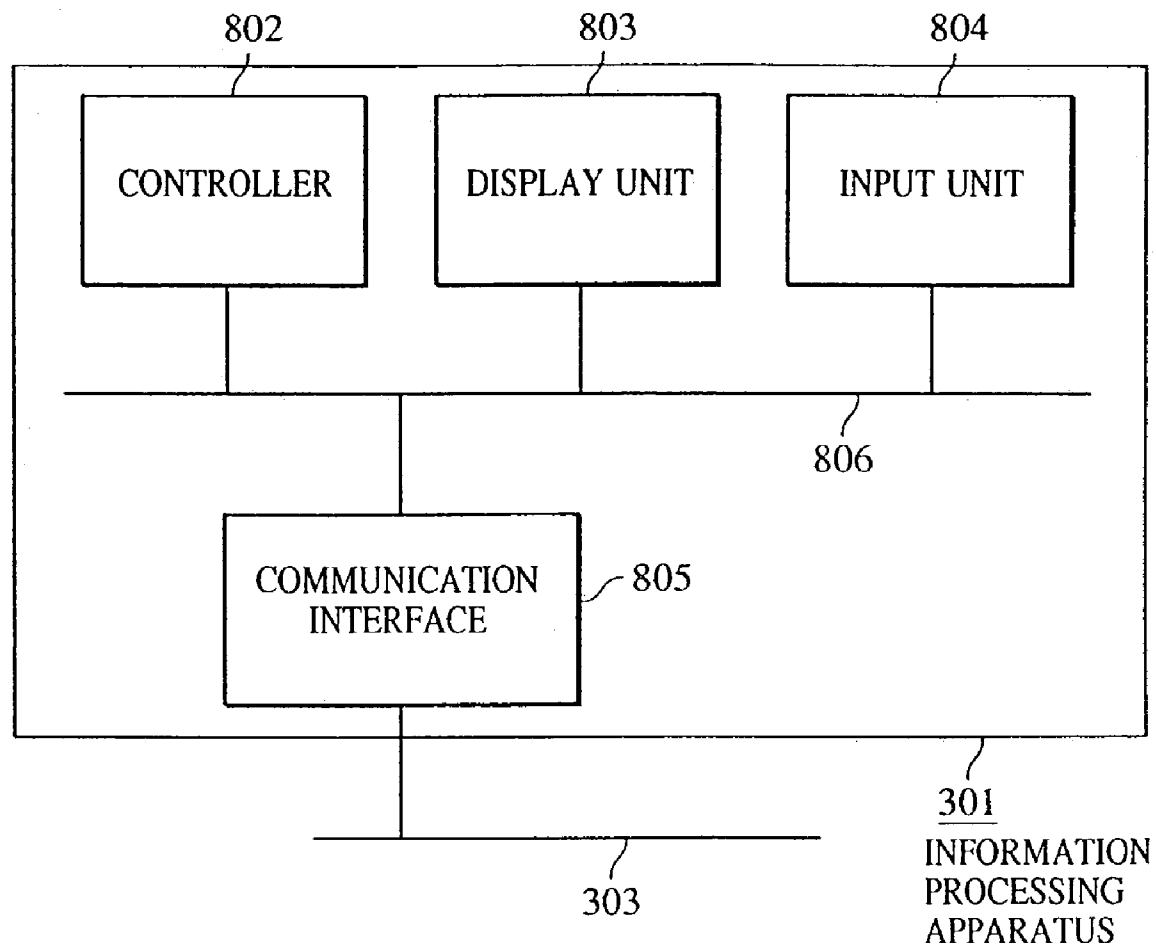 802
803
804
CONTROLLER
DISPLAY UNIT
INPUT UNIT
806
COMMUNICATION
INTERFACE
805
301
INFORMATION
PROCESSING
APPARATUS
303